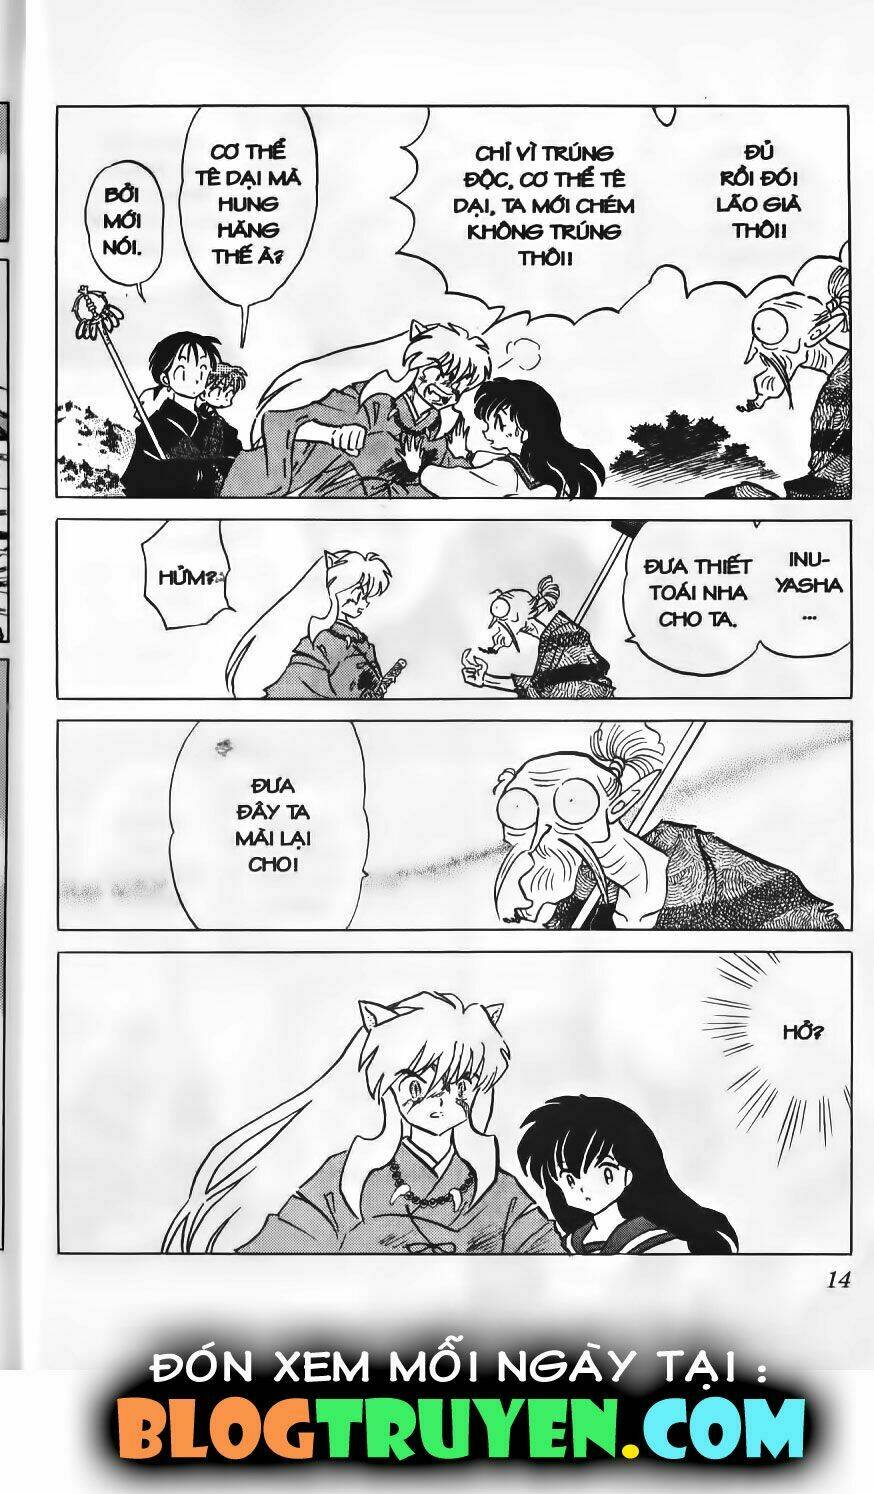 ĐỦ
RỒI ĐÓI
LÃO GIÀ
THÔI!
CHỈ VÌ TRÚNG
ĐỘC, CƠ THỂ TÊ
DẠI, TA MỚI CHÉM
KHÔNG TRÚNG
THÔI!
CƠ THỂ
TÊ DẠI MÀ
HUNG
HĂNG
THẾ À?
BỞI
MỚI
NÓI.
INU-
YASHA
...
ĐƯA THIẾT
TOÁI NHA
CHO TA.
HỬM?
ĐƯA
ĐÂY TA
MÀI LẠI
CHO!
HỞ?
14
ĐÓN XEM MỖI NGÀY TẠI :
BLOGTRUYEN.COM